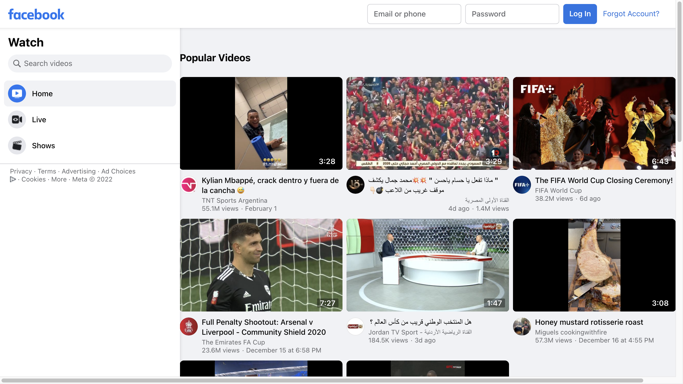 facebook
Email or phone
Password
Log In
Forgot Account?
Watch
Search videos
Home
Live
Shows
Privacy · Terms · Advertising · Ad Choices
· Cookies · More · Meta © 2022
Popular Videos
3:28
Kylian Mbappé, crack dentro y fuera de
la cancha 😅
TNT Sports Argentina
55.1M views · February 1
3:29
" ماذا تفعل يا حسام ياحسن " 💥💥محمد جمال يكشف
موقف غريب من اللاعب
القناة الأولى المصرية
4d ago · 1.4M views
FIFA+
6:43
The FIFA World Cup Closing Ceremony!
FIFA World Cup
38.2M views · 6d ago
Emirates
7:27
Full Penalty Shootout: Arsenal v
Liverpool - Community Shield 2020
The Emirates FA Cup
23.6M views · December 15 at 6:58 PM
1:47
هل المنتخب الوطني قريب من كأس العالم ؟
Jordan TV Sport - القناة الرياضية الأردنية · 3d ago
184.5K views · 3d ago
3:08
Honey mustard rotisserie roast
Miguels cookingwithfire
57.3M views · December 16 at 4:55 PM